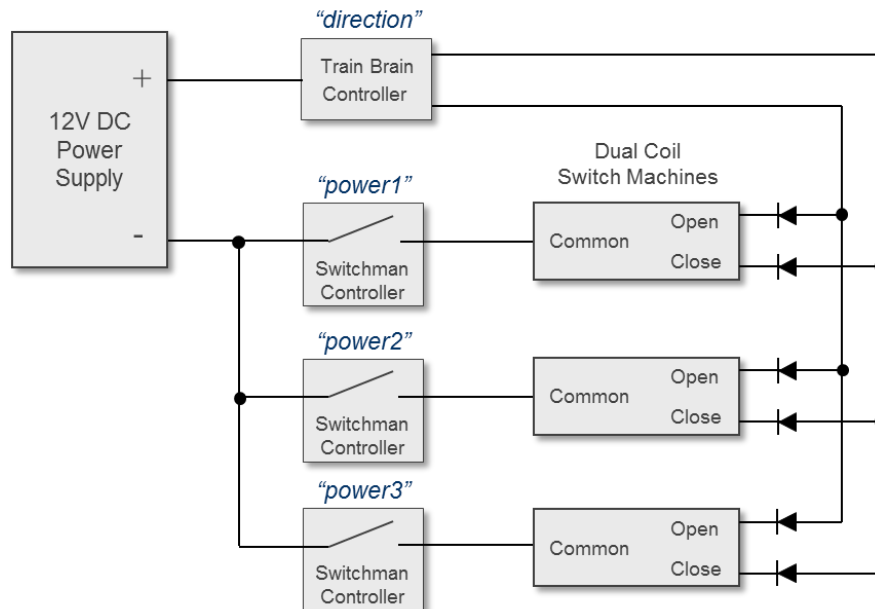 “direction”
Train Brain
Controller
+
12V DC
Power
Supply
-
Dual Coil
Switch Machines
“power1”
Switchman
Controller
Common
Open
Close
“power2”
Switchman
Controller
Common
Open
Close
“power3”
Switchman
Controller
Common
Open
Close